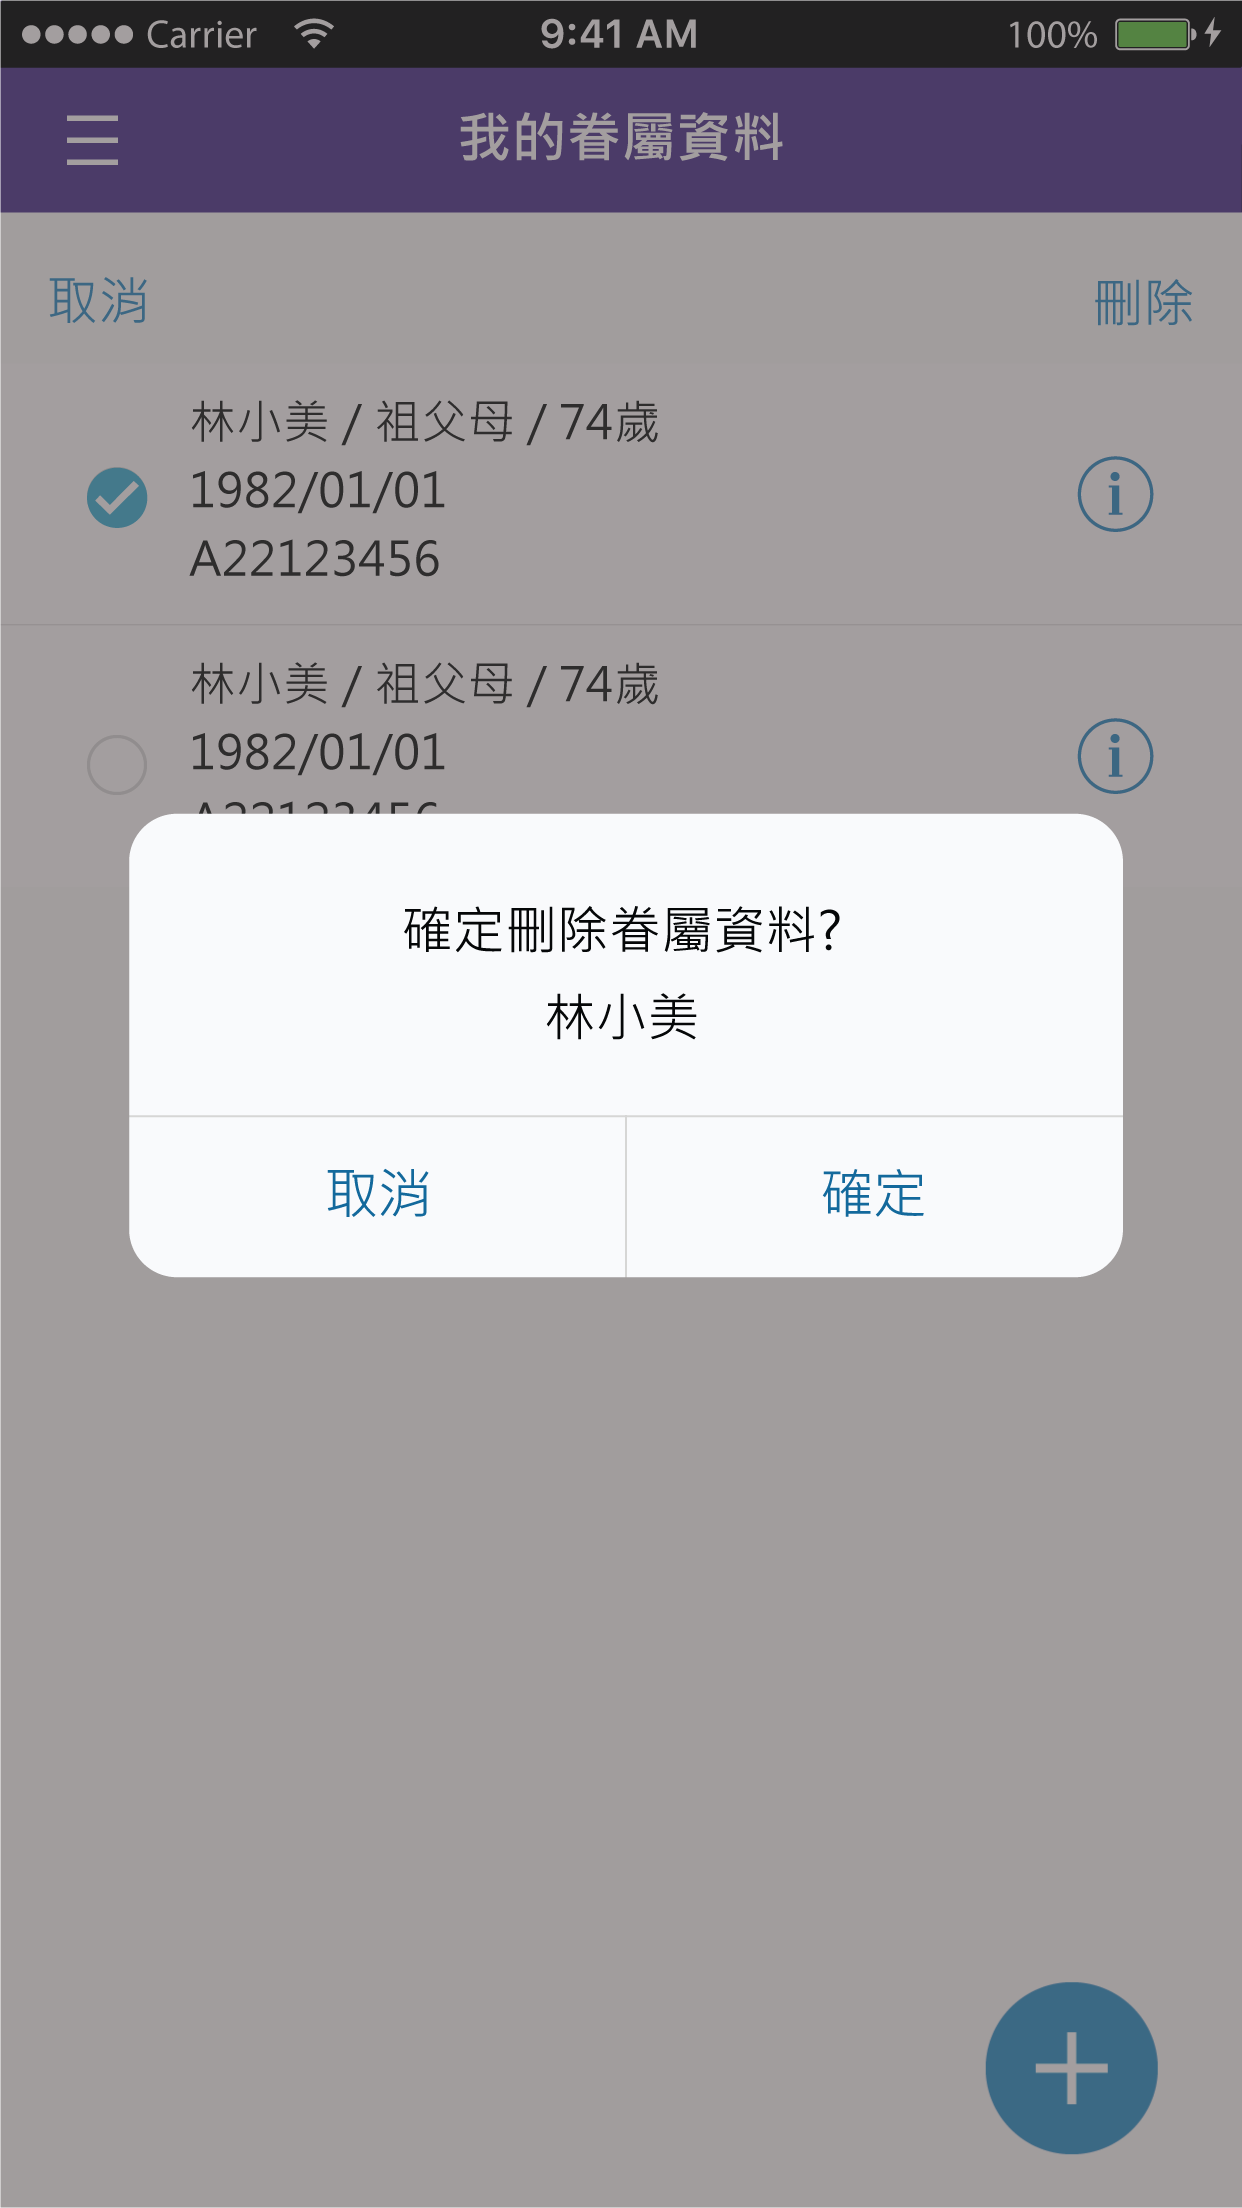 Carrier 9:41 AM 100%
我的眷屬資料
取消 刪除
林小美 / 祖父母 / 74歲
1982/01/01
A22123456
林小美 / 祖父母 / 74歲
1982/01/01
A22123456
確定刪除眷屬資料?
林小美
取消 確定